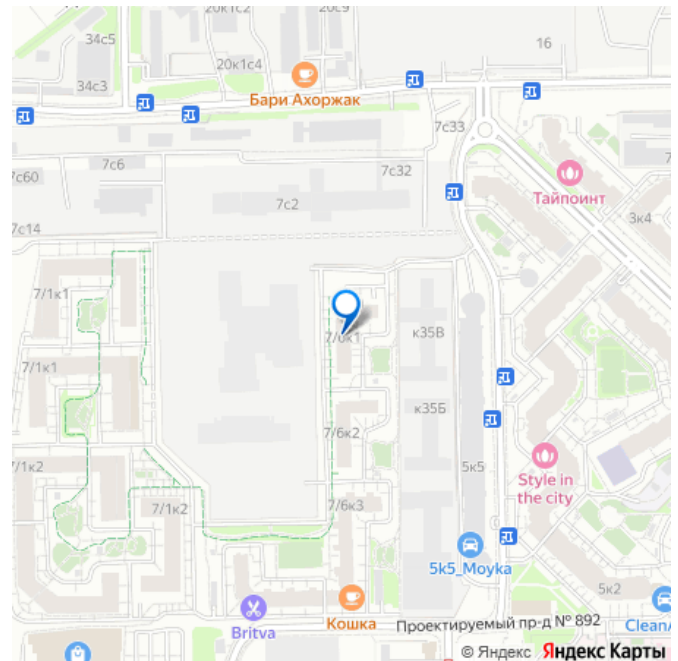 20к1с2
20с9
34с5
16
20к1с4
34с3
Бари Ахоржак
7с33
7с6
7с32
7с60
Тайпоинт
7с2
3к4
7с14
7/1к1
7/6к1
к35В
7/1к1
к35Б
7/6к2
7/1к2
5к5
Style in
the city
7/6к3
7/1к2
5k5_Moyka
5к2
Кошка
Проектируемый пр-д № 892
Britva
© Яндекс Яндекс Карты